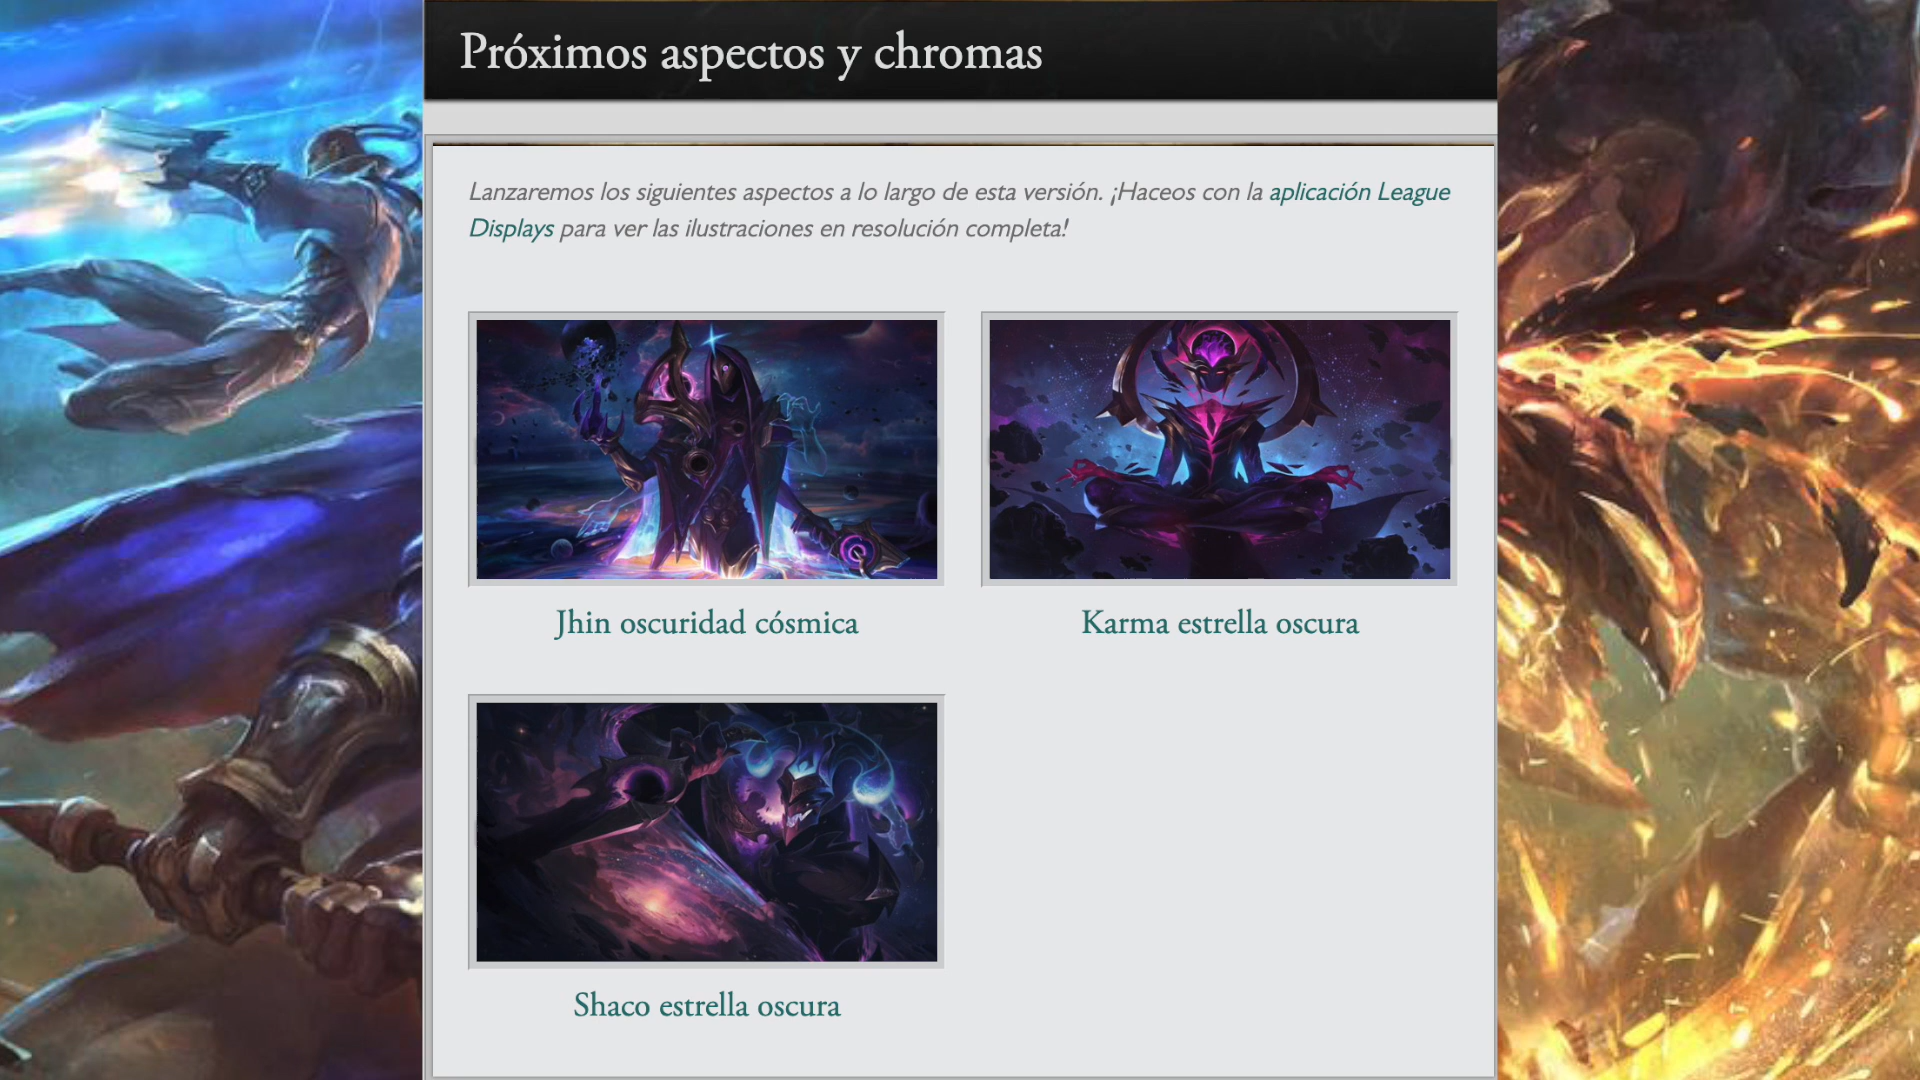 Próximos aspectos y chromas
Lanzaremos los siguientes aspectos a lo largo de esta versión. ¡Haceos con la aplicación League
Displays para ver las ilustraciones en resolución completa!
Jhin oscuridad cósmica
Karma estrella oscura
Shaco estrella oscura